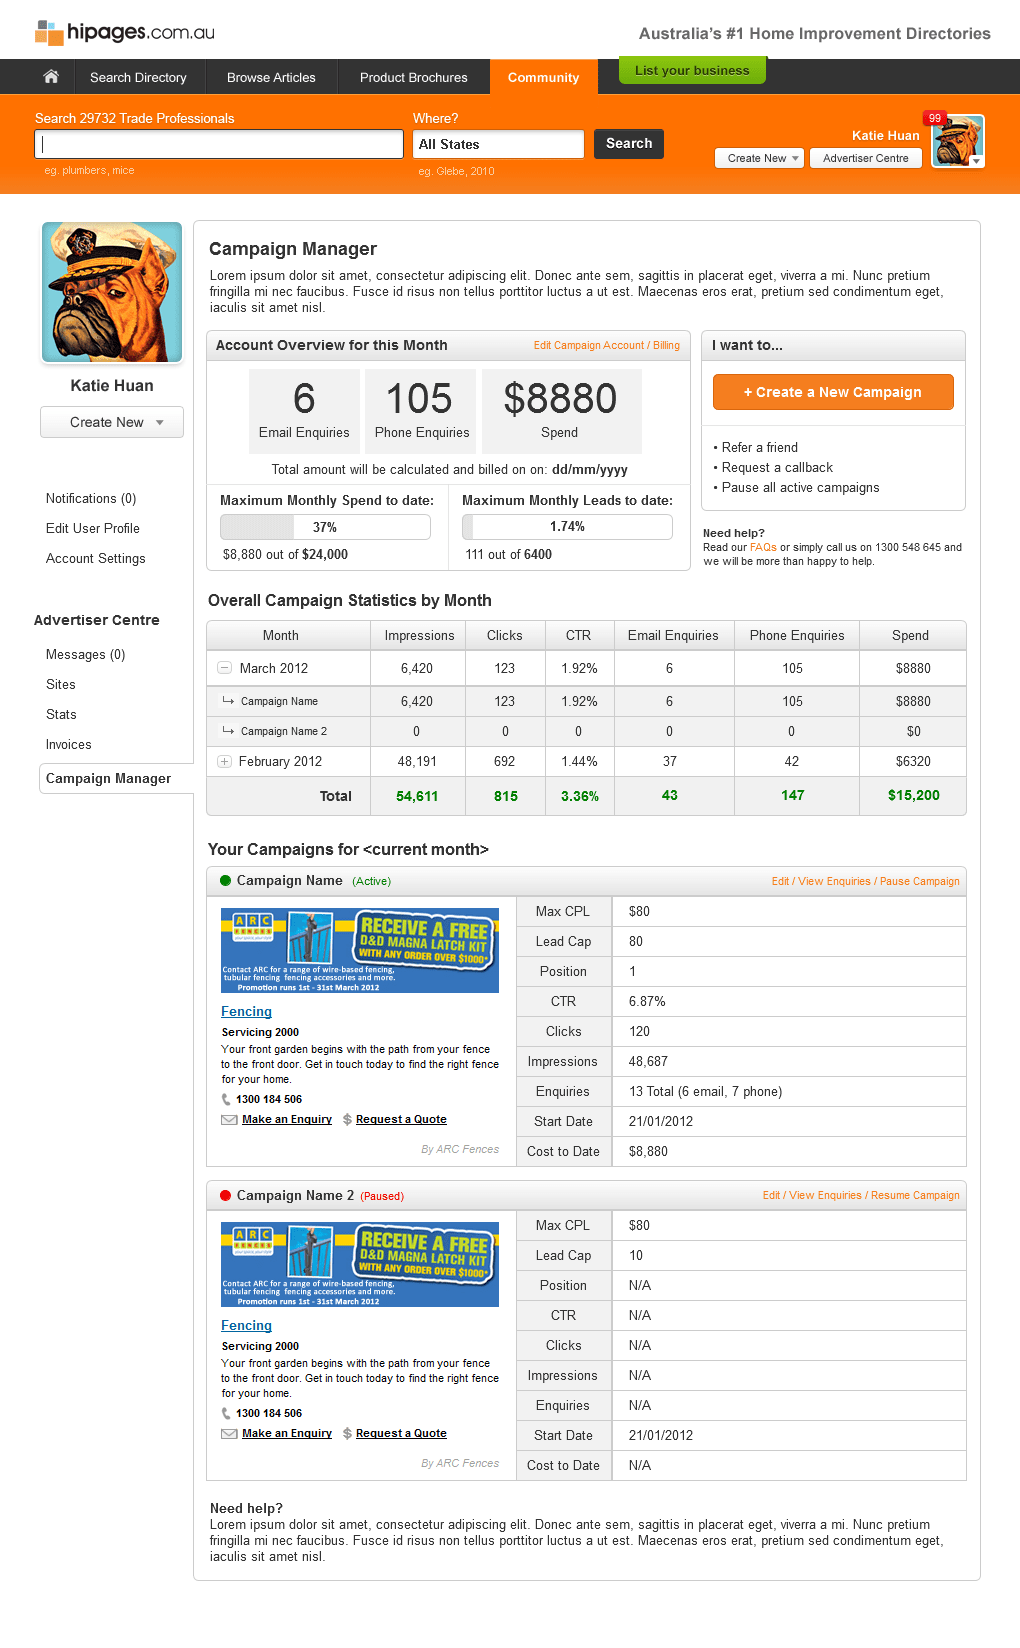 hipages.com.au
Australia's #1 Home Improvement Directories
Search Directory
Browse Articles
Product Brochures
Community
List your business
Search 29732 Trade Professionals
Where?
All States
Search
eg. plumbers, mice
eg. Glebe, 2010
Katie Huan
99
Create New
Advertiser Centre
Katie Huan
Create New
Notifications (0)
Edit User Profile
Account Settings
Advertiser Centre
Messages (0)
Sites
Stats
Invoices
Campaign Manager
Campaign Manager
Lorem ipsum dolor sit amet, consectetur adipiscing elit. Donec ante sem, sagittis in placerat eget, viverra a mi. Nunc pretium
fringilla mi nec faucibus. Fusce id risus non tellus porttitor luctus a ut est. Maecenas eros erat, pretium sed condimentum eget,
iaculis sit amet nisl.
Account Overview for this Month
Edit Campaign Account / Billing
6
Email Enquiries
105
Phone Enquiries
$8880
Spend
Total amount will be calculated and billed on on: dd/mm/yyyy
Maximum Monthly Spend to date:
37%
$8,880 out of $24,000
Maximum Monthly Leads to date:
1.74%
111 out of 6400
I want to...
+ Create a New Campaign
• Refer a friend
• Request a callback
• Pause all active campaigns
Need help?
Read our FAQs or simply call us on 1300 548 645 and
we will be more than happy to help.
Overall Campaign Statistics by Month
Month Impressions Clicks CTR Email Enquiries Phone Enquiries Spend
March 2012 6,420 123 1.92% 6 105 $8880
Campaign Name 6,420 123 1.92% 6 105 $8880
Campaign Name 2 0 0 0 0 0 $0
February 2012 48,191 692 1.44% 37 42 $6320
Total 54,611 815 3.36% 43 147 $15,200
Your Campaigns for <current month>
Campaign Name (Active)
Edit / View Enquiries / Pause Campaign
ARC
FENCES
RECEIVE A FREE
D&D MAGNA LATCH KIT
WITH ANY ORDER OVER $1000*
Contact ARC for a range of wire-based fencing,
tubular fencing fencing accessories and more.
Promotion runs 1st - 31st March 2012
Fencing
Servicing 2000
Your front garden begins with the path from your fence
to the front door. Get in touch today to find the right fence
for your home.
1300 184 506
Make an Enquiry
Request a Quote
By ARC Fences
Max CPL $80
Lead Cap 80
Position 1
CTR 6.87%
Clicks 120
Impressions 48,687
Enquiries 13 Total (6 email, 7 phone)
Start Date 21/01/2012
Cost to Date $8,880
Campaign Name 2 (Paused)
Edit / View Enquiries / Resume Campaign
ARC
FENCES
RECEIVE A FREE
D&D MAGNA LATCH KIT
WITH ANY ORDER OVER $1000*
Contact ARC for a range of wire-based fencing,
tubular fencing fencing accessories and more.
Promotion runs 1st - 31st March 2012
Fencing
Servicing 2000
Your front garden begins with the path from your fence
to the front door. Get in touch today to find the right fence
for your home.
1300 184 506
Make an Enquiry
Request a Quote
By ARC Fences
Max CPL $80
Lead Cap 10
Position N/A
CTR N/A
Clicks N/A
Impressions N/A
Enquiries N/A
Start Date 21/01/2012
Cost to Date N/A
Need help?
Lorem ipsum dolor sit amet, consectetur adipiscing elit. Donec ante sem, sagittis in placerat eget, viverra a mi. Nunc pretium
fringilla mi nec faucibus. Fusce id risus non tellus porttitor luctus a ut est. Maecenas eros erat, pretium sed condimentum eget,
iaculis sit amet nisl.